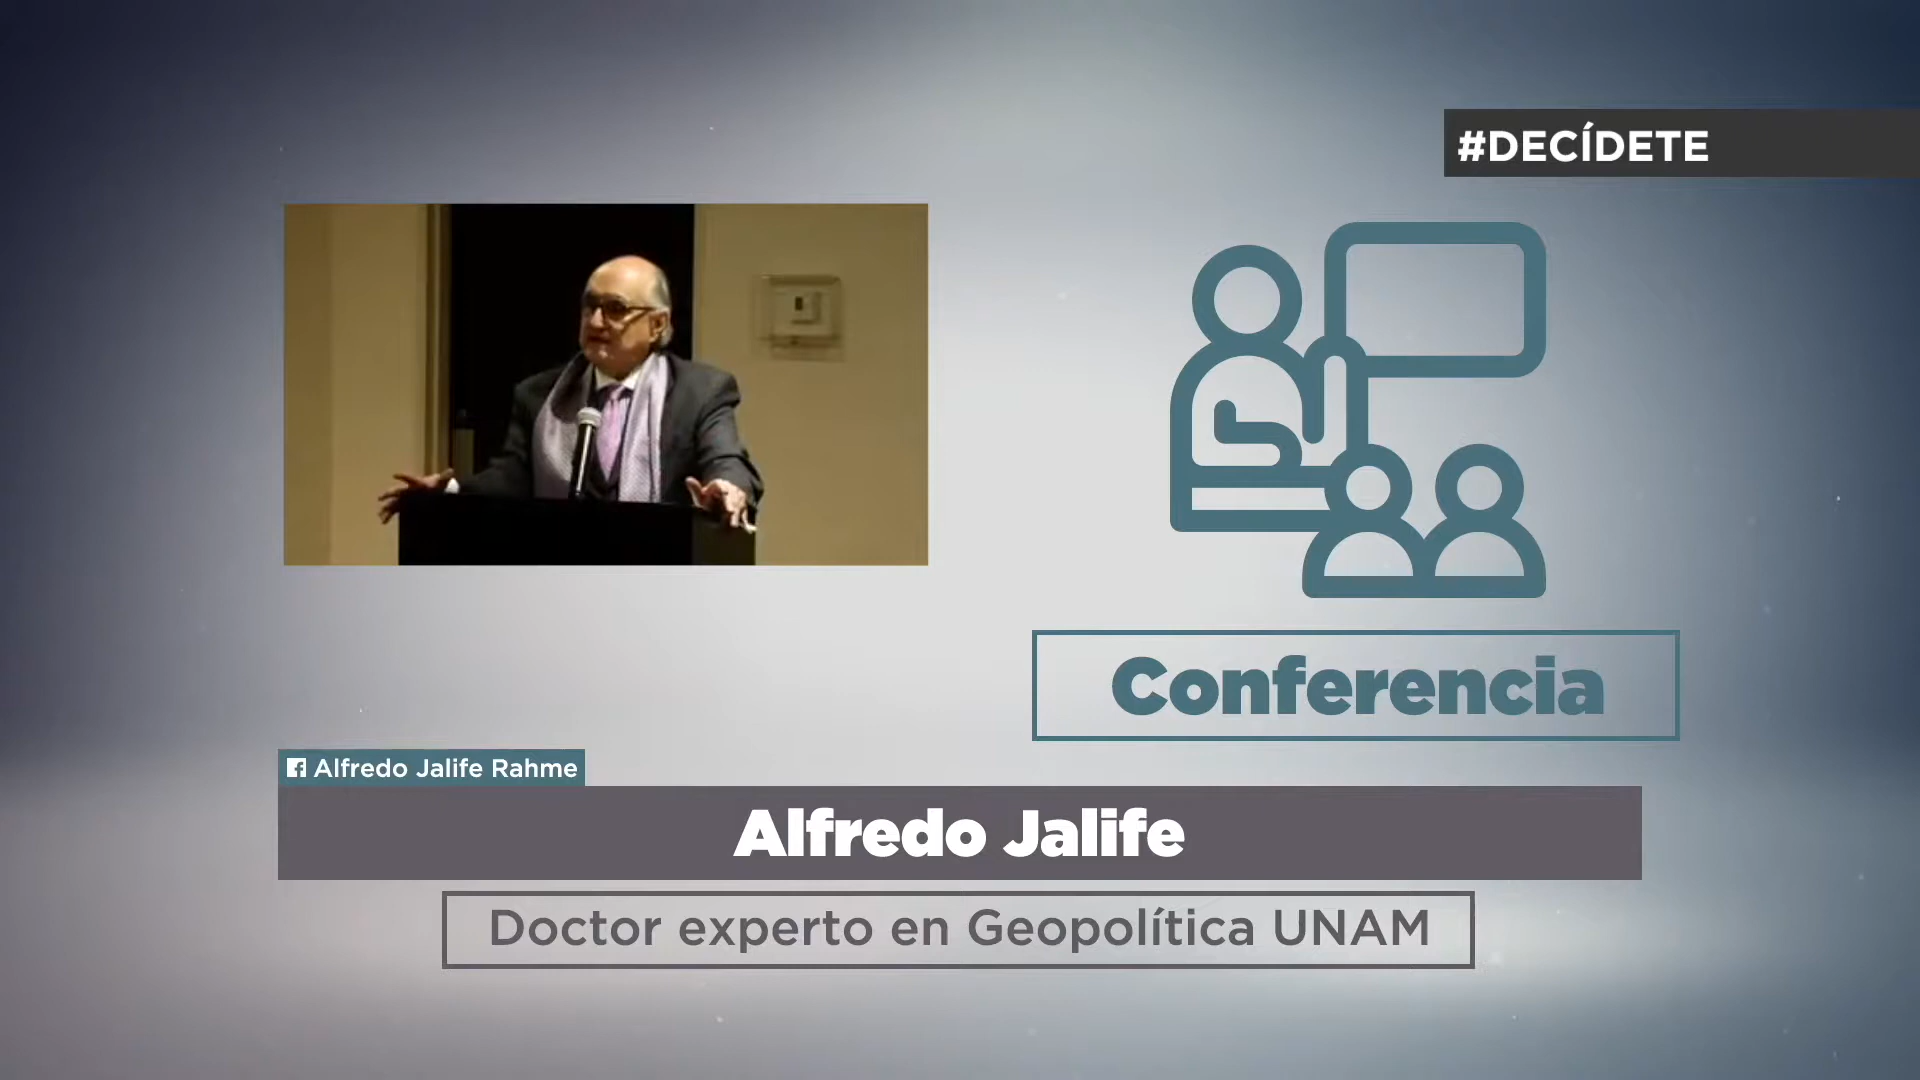 #DECÍDETE
Conferencia
Alfredo Jalife Rahme
Alfredo Jalife
Doctor experto en Geopolítica UNAM